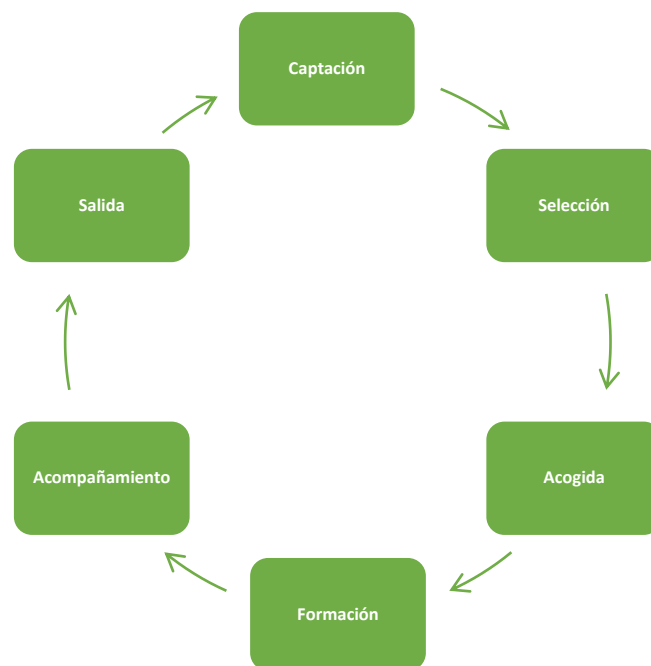 Captación
Selección
Acogida
Formación
Acompañamiento
Salida